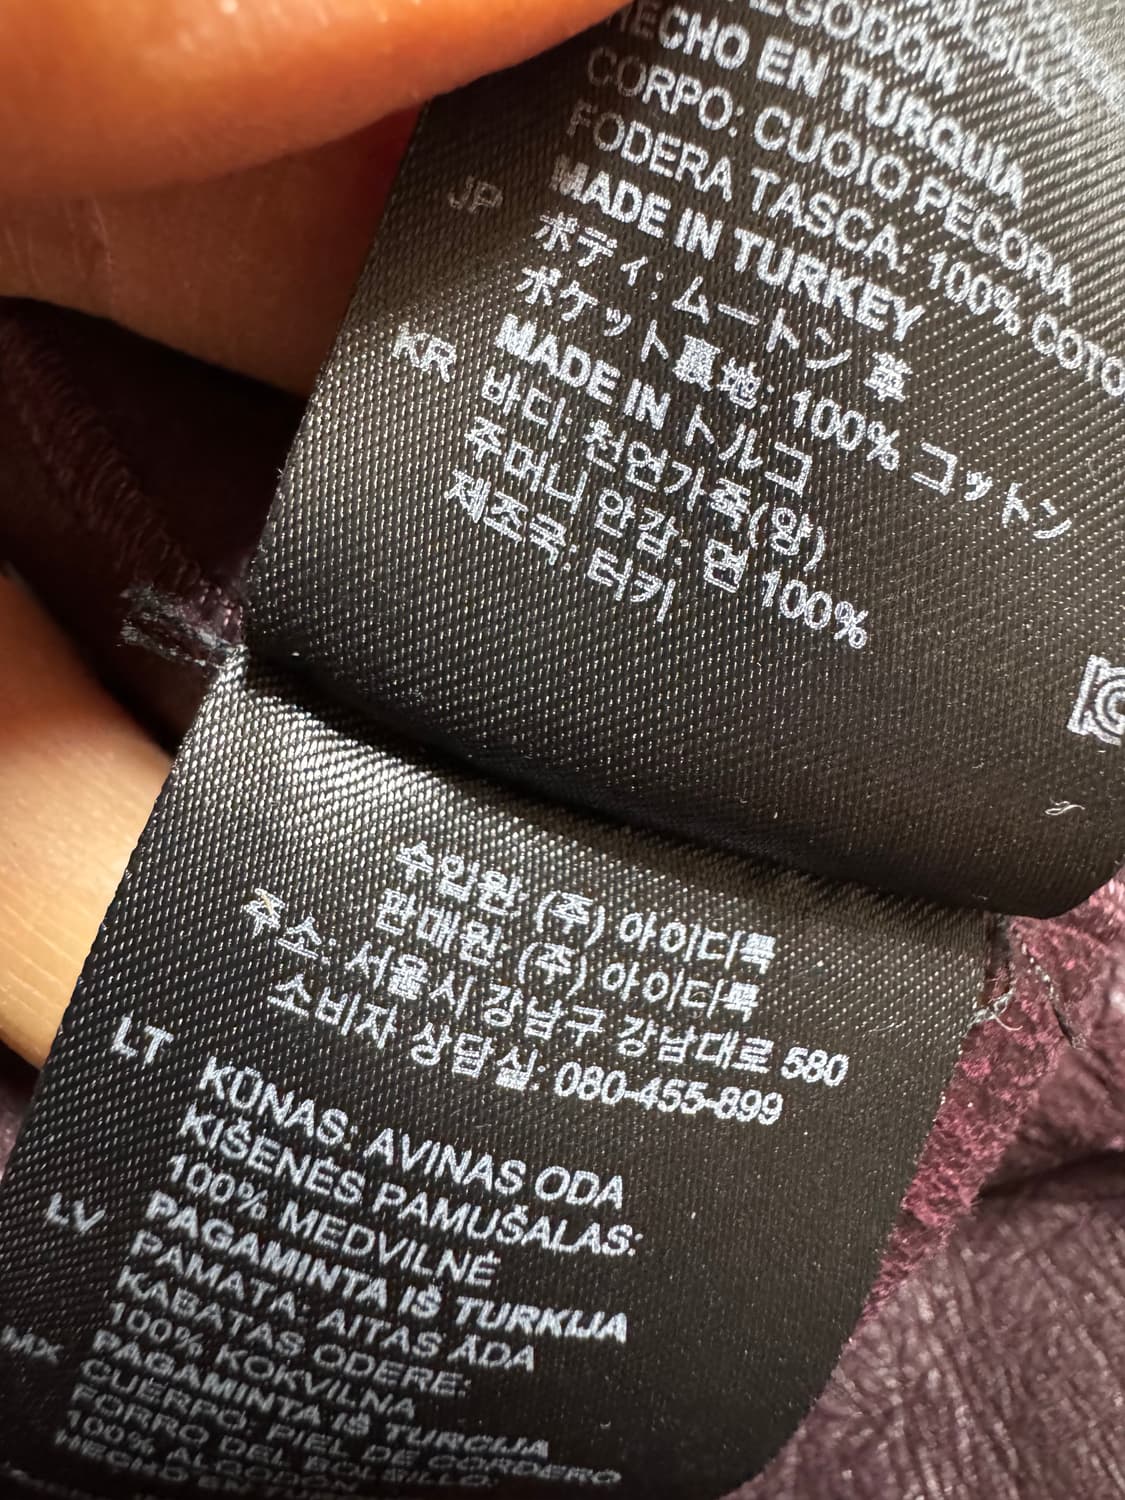 ALGODÓN
HECHO EN TURQUÍA
CORPO: CUOIO PECORA
FODERA TASCA: 100% COTO
MADE IN TURKEY
JP ボディ: ムートン 革
ポケット裏地: 100% コットン
MADE IN トルコ
KR 바디: 천연가죽(양)
주머니 안감: 면 100%
제조국: 터키
수입원: (주) 아이디룩
판매원: (주) 아이디룩
주소: 서울시 강남구 강남대로 580
소비자 상담실: 080-455-899
LT KŪNAS: AVINAS ODA
KIŠENĖS PAMUŠALAS:
100% MEDVILNĖ
PAGAMINTA IŠ TURKIJA
LV PAMATA: AITAS ĀDA
KABATAS ODERE:
100% KOKVILNA
PAGAMINTA IŠ TURCIJA
MX CUERPO: PIEL DE CORDERO
FORRO DEL BOLSILLO:
100% ALGODÓN
HECHO EN